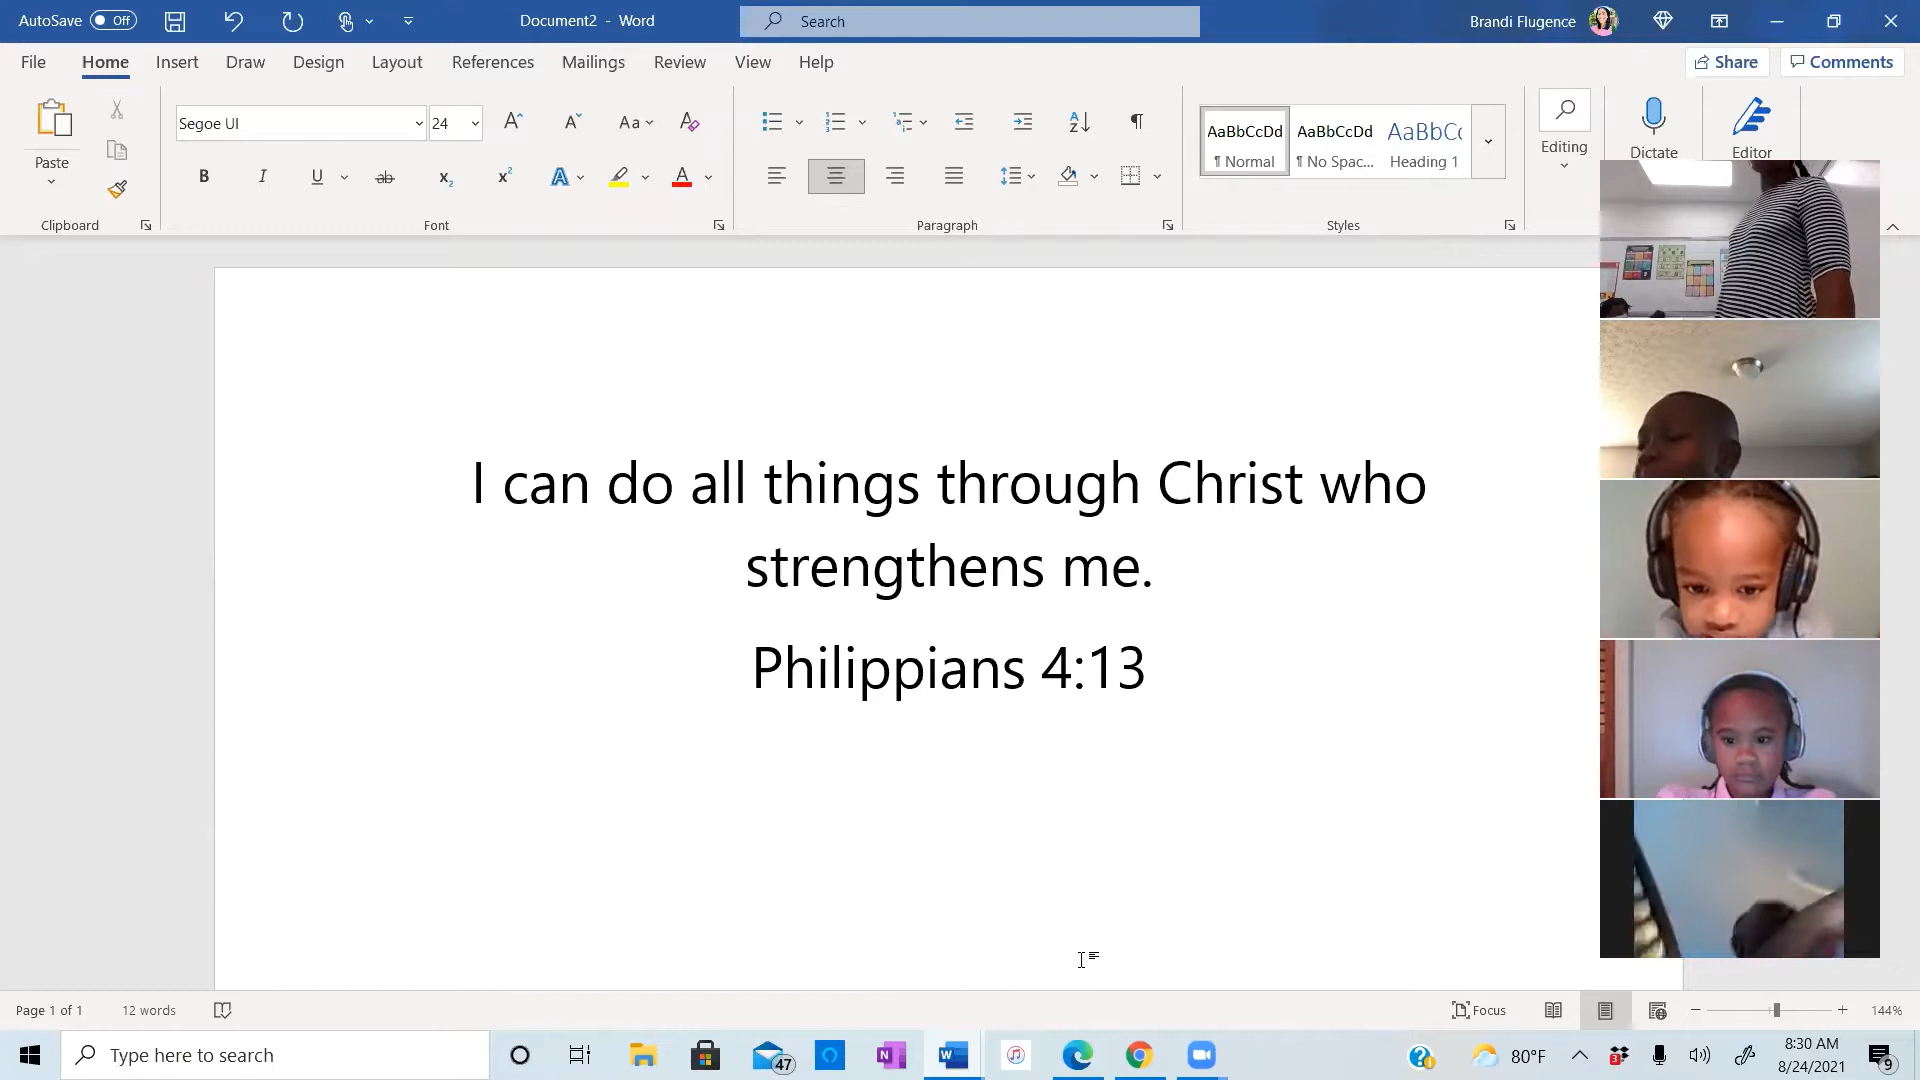 AutoSave Off Document2 - Word Search Brandi Flugence
File Home Insert Draw Design Layout References Mailings Review View Help Share Comments
Paste Segoe UI 24 Aa AaBbCcDd AaBbCcDd AaBbCc Editing Dictate Editor
¶ Normal ¶ No Spac... Heading 1
Clipboard Font Paragraph Styles
I can do all things through Christ who
strengthens me.
Philippians 4:13
Page 1 of 1 12 words Focus 144%
Type here to search 47 80°F 3 8:30 AM
8/24/2021 9